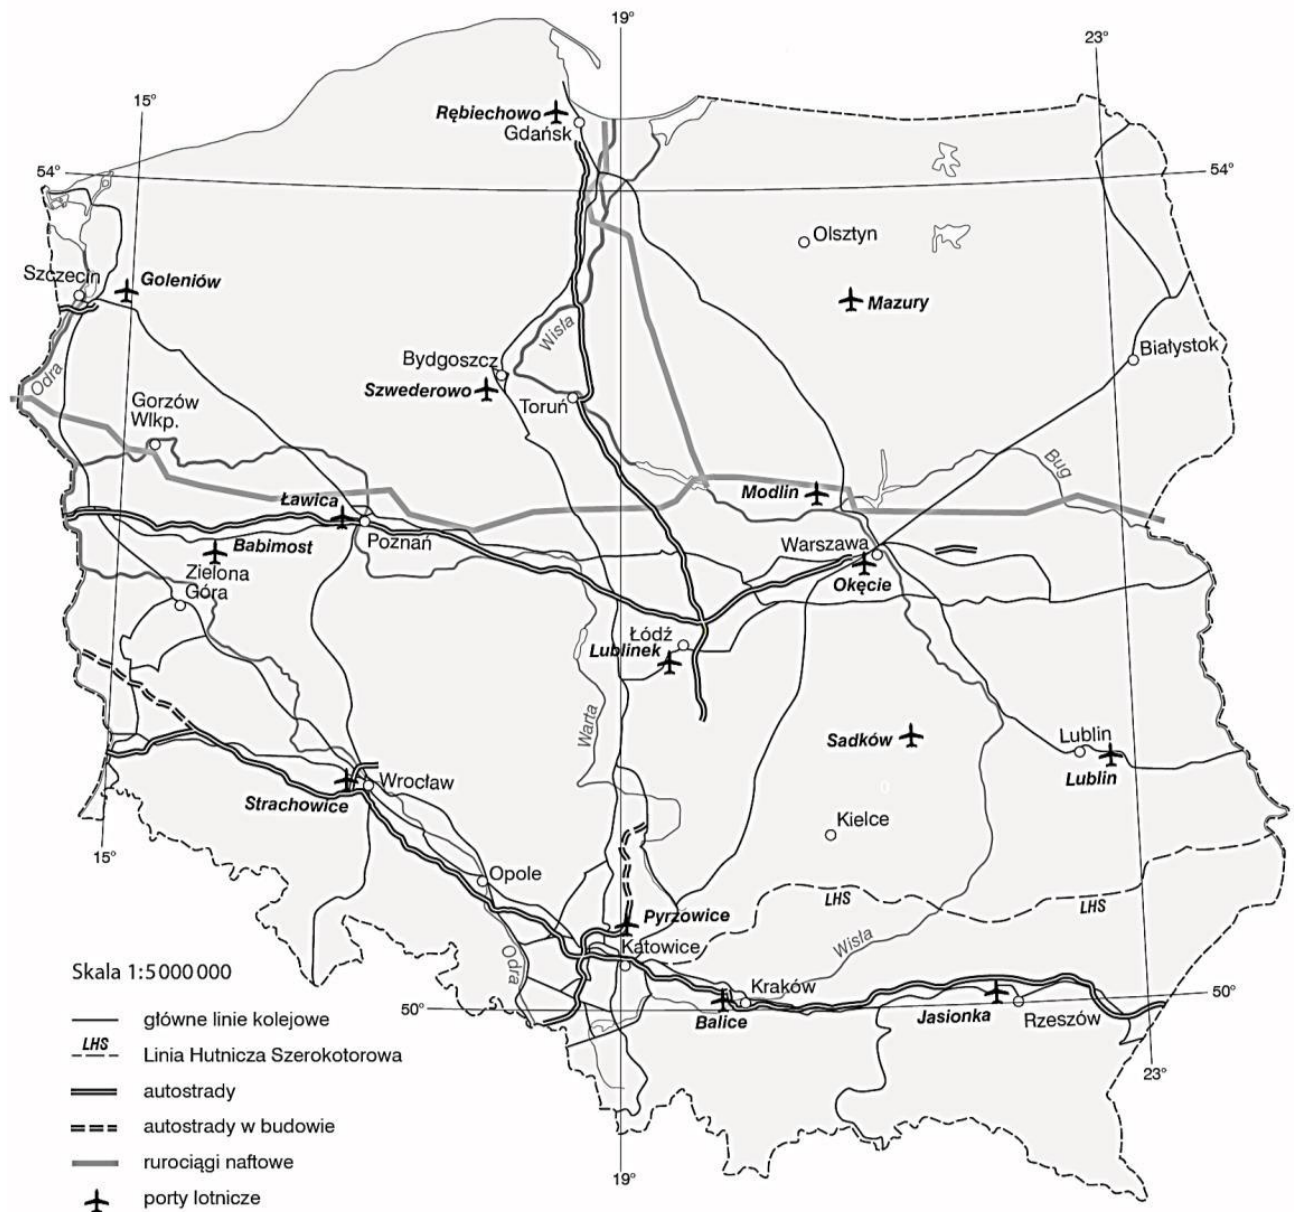 19°
23°
15°
Rębiechowo
Gdańsk
54°
54°
Olsztyn
Szczecin
Goleniów
Mazury
Wisła
Białystok
Bydgoszcz
Odra
Szwederowo
Gorzów
Wlkp.
Toruń
Bug
Ławica
Modlin
Babimost
Poznań
Warszawa
Zielona
Góra
Okęcie
Łódź
Lublinek
Warta
Sadków
Lublin
Lublin
Wrocław
Strachowice
Kielce
15°
Opole
LHS
LHS
Pyrzowice
Wisła
Katowice
Odra
Skala 1:5 000 000
Kraków
50°
50°
Balice
Jasionka
Rzeszów
główne linie kolejowe
LHS
Linia Hutnicza Szerokotorowa
23°
autostrady
autostrady w budowie
rurociągi naftowe
19°
porty lotnicze